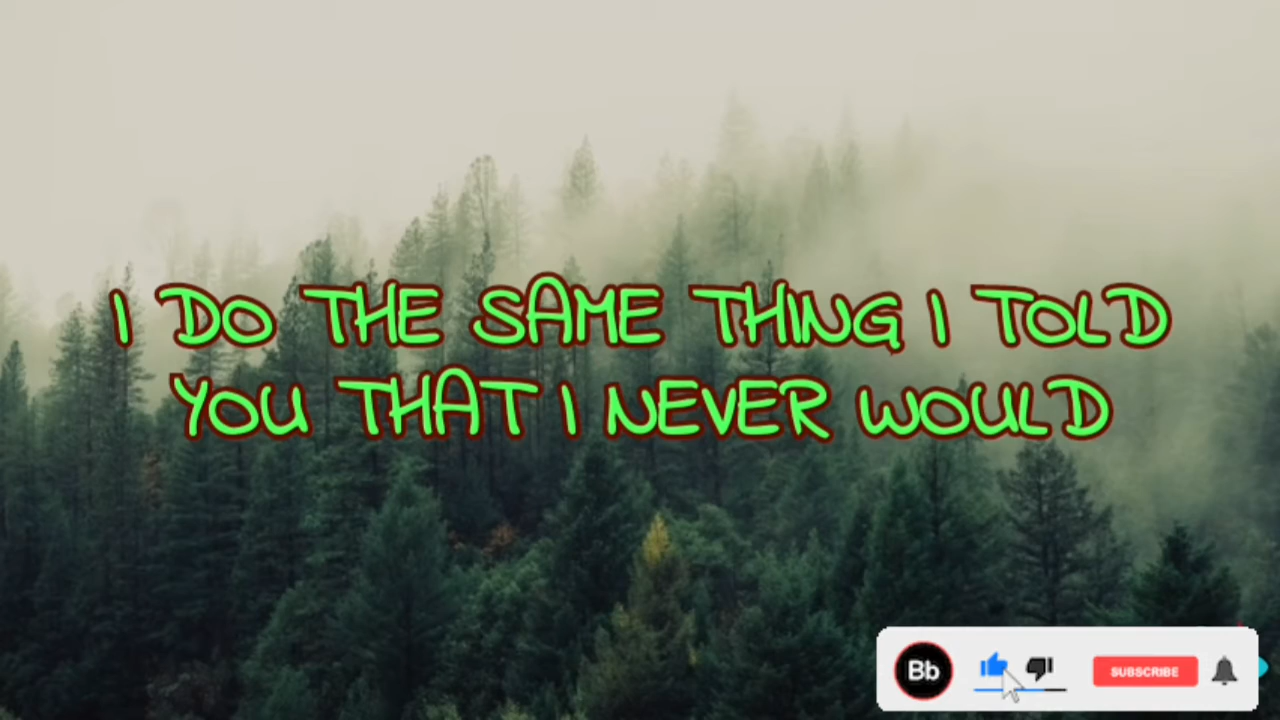 I DO THE SAME THING I TOLD
YOU THAT I NEVER WOULD
Bb
SUBSCRIBE